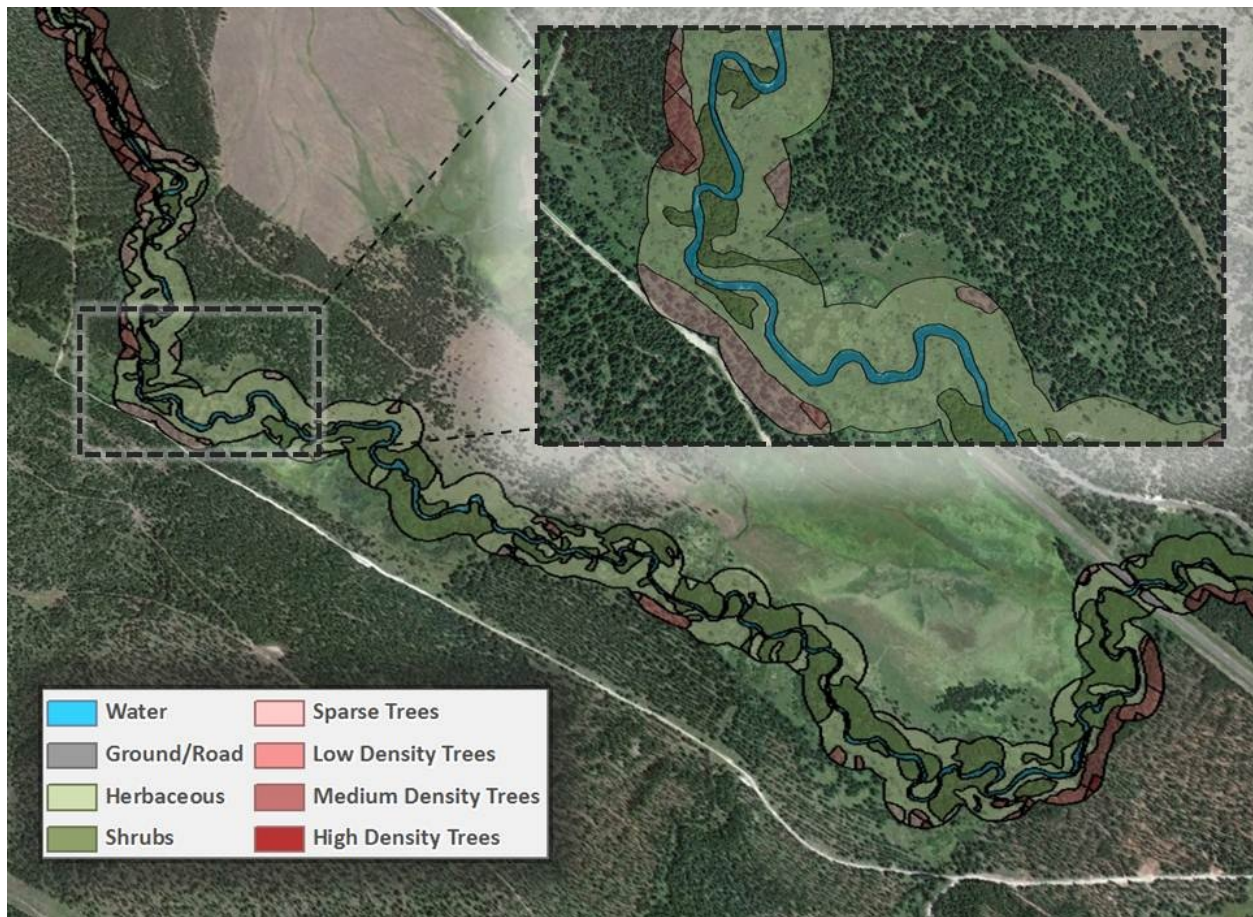 Water
Sparse Trees
Ground/Road
Low Density Trees
Herbaceous
Medium Density Trees
Shrubs
High Density Trees